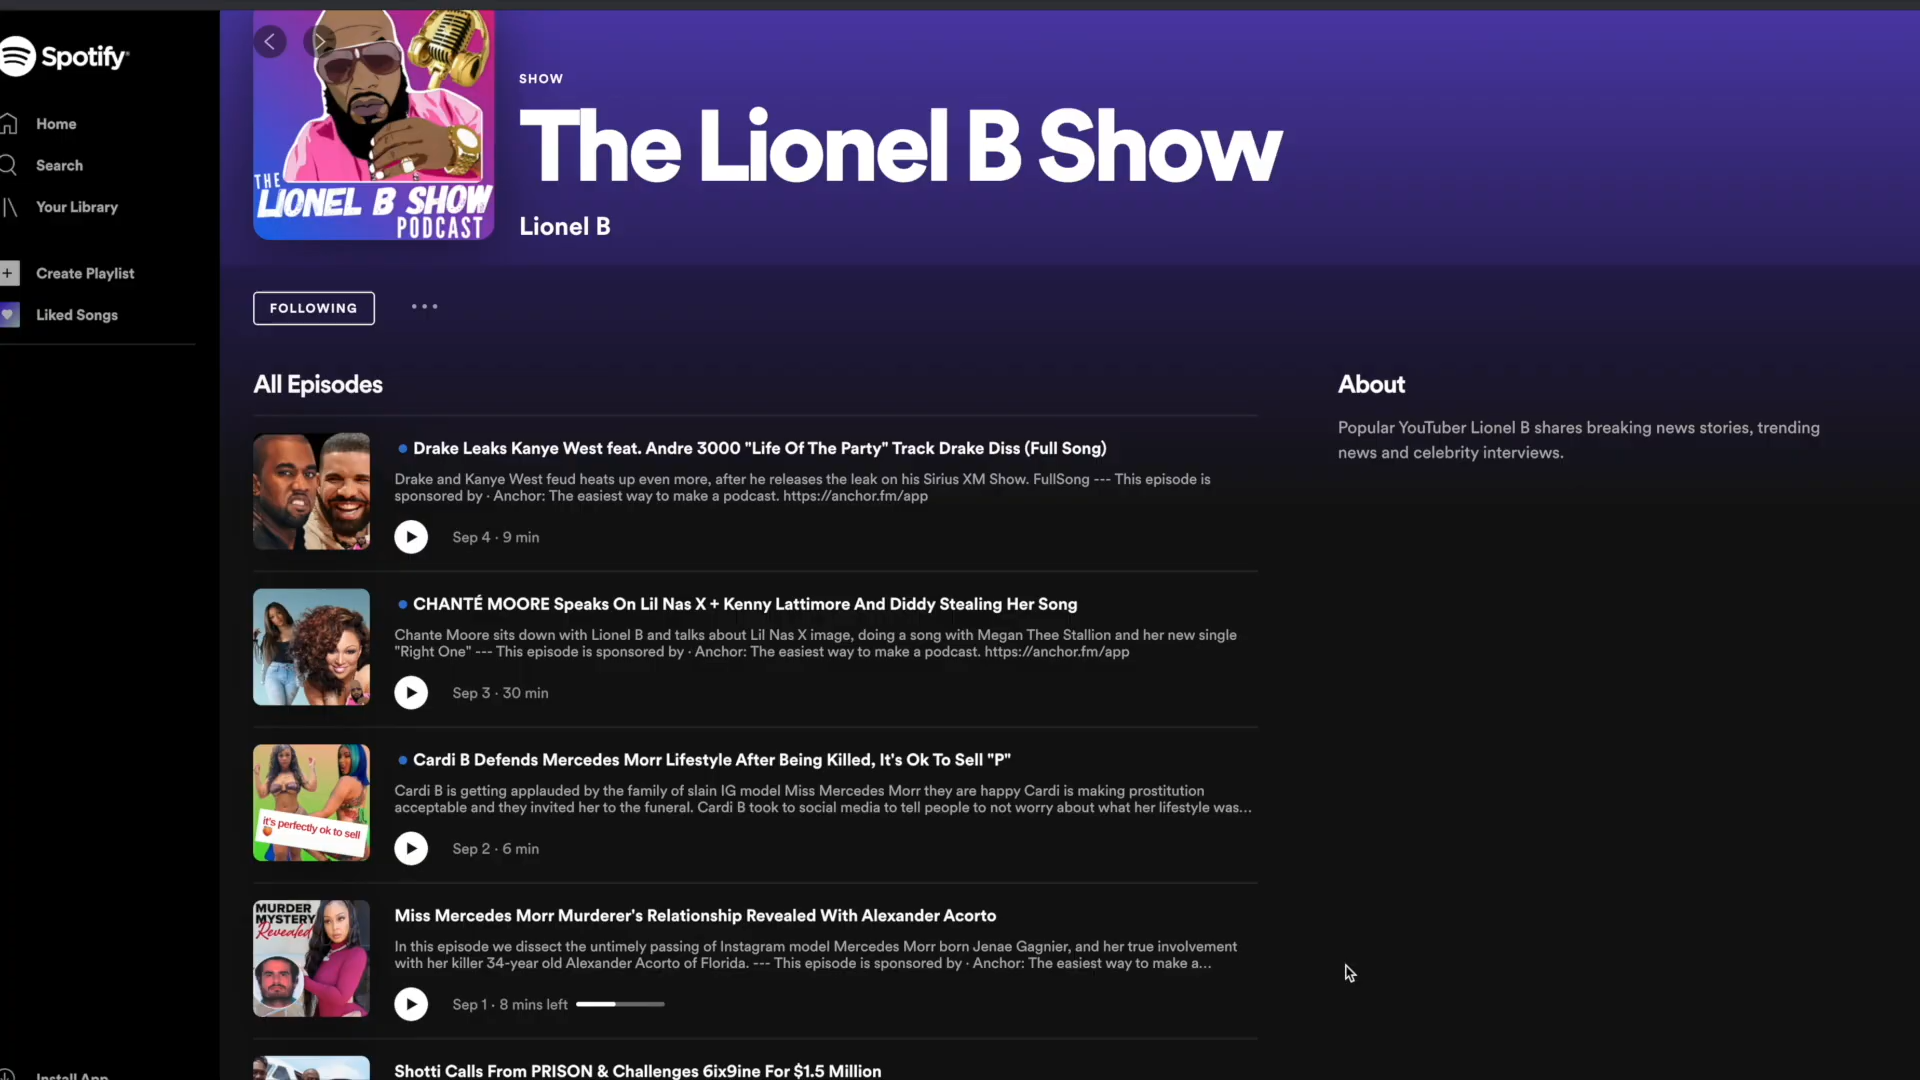 Spotify
Home
Search
Your Library
Create Playlist
Liked Songs
Install App
THE
LIONEL B SHOW
PODCAST
SHOW
The Lionel B Show
Lionel B
FOLLOWING
All Episodes
Drake Leaks Kanye West feat. Andre 3000 "Life Of The Party" Track Drake Diss (Full Song)
Drake and Kanye West feud heats up even more, after he releases the leak on his Sirius XM Show. FullSong --- This episode is
sponsored by · Anchor: The easiest way to make a podcast. https://anchor.fm/app
Sep 4 · 9 min
CHANTÉ MOORE Speaks On Lil Nas X + Kenny Lattimore And Diddy Stealing Her Song
Chante Moore sits down with Lionel B and talks about Lil Nas X image, doing a song with Megan Thee Stallion and her new single
"Right One" --- This episode is sponsored by · Anchor: The easiest way to make a podcast. https://anchor.fm/app
Sep 3 · 30 min
it's perfectly ok to sell
Cardi B Defends Mercedes Morr Lifestyle After Being Killed, It's Ok To Sell "P"
Cardi B is getting applauded by the family of slain IG model Miss Mercedes Morr they are happy Cardi is making prostitution
acceptable and they invited her to the funeral. Cardi B took to social media to tell people to not worry about what her lifestyle was...
Sep 2 · 6 min
MURDER
MYSTERY
Revealed
Miss Mercedes Morr Murderer's Relationship Revealed With Alexander Acorto
In this episode we dissect the untimely passing of Instagram model Mercedes Morr born Jenae Gagnier, and her true involvement
with her killer 34-year old Alexander Acorto of Florida. --- This episode is sponsored by · Anchor: The easiest way to make a...
Sep 1 · 8 mins left
Shotti Calls From PRISON & Challenges 6ix9ine For $1.5 Million
About
Popular YouTuber Lionel B shares breaking news stories, trending
news and celebrity interviews.